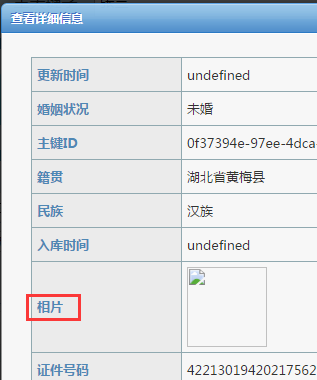 查看详细信息
更新时间 undefined
婚姻状况 未婚
主键ID 0f37394e-97ee-4dca
籍贯 湖北省黄梅县
民族 汉族
入库时间 undefined
相片
证件号码 42213019420217562